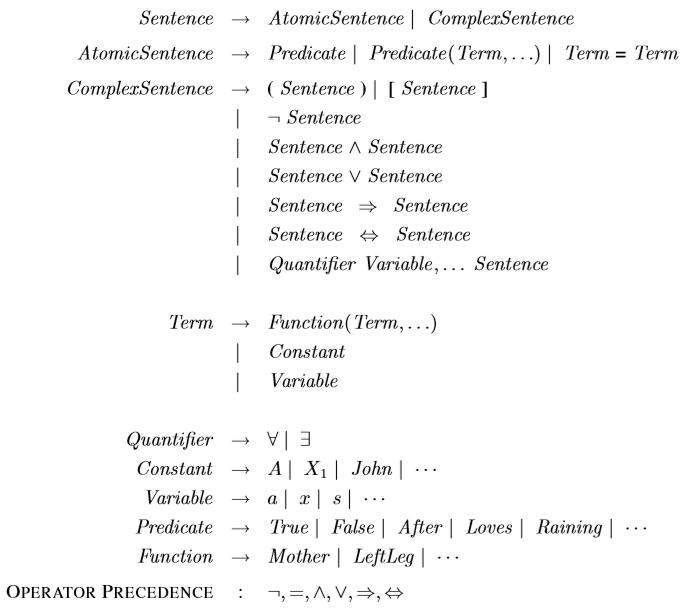 Sentence → AtomicSentence | ComplexSentence
AtomicSentence → Predicate | Predicate(Term,...) | Term = Term
ComplexSentence → ( Sentence ) | [ Sentence ]
| ¬ Sentence
| Sentence ∧ Sentence
| Sentence ∨ Sentence
| Sentence ⇒ Sentence
| Sentence ⇔ Sentence
| Quantifier Variable,... Sentence
Term → Function(Term,...)
| Constant
| Variable
Quantifier → ∀ | ∃
Constant → A | X₁ | John | ···
Variable → a | x | s | ···
Predicate → True | False | After | Loves | Raining | ···
Function → Mother | LeftLeg | ···
OPERATOR PRECEDENCE : ¬, =, ∧, ∨, ⇒, ⇔